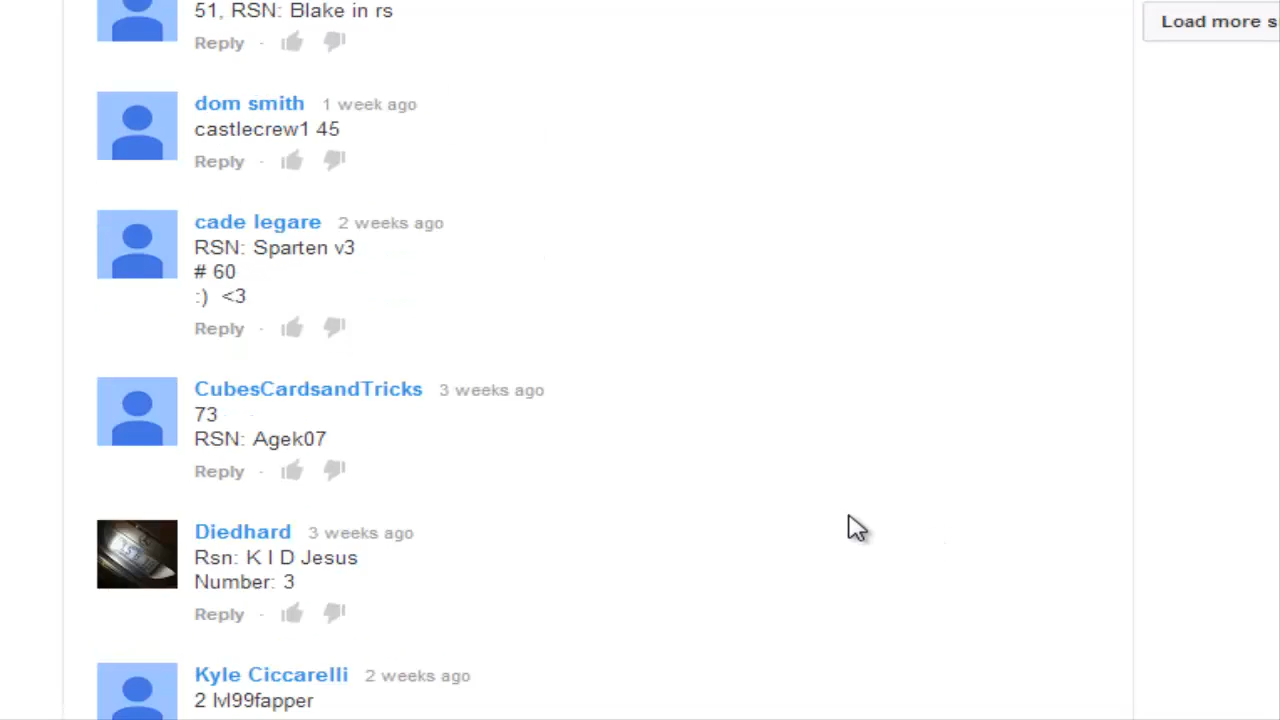 51, RSN: Blake in rs
Reply ·
Load more s
dom smith 1 week ago
castlecrew1 45
Reply ·
cade legare 2 weeks ago
RSN: Sparten v3
# 60
:) <3
Reply ·
CubesCardsandTricks 3 weeks ago
73
RSN: Agek07
Reply ·
Diedhard 3 weeks ago
Rsn: K I D Jesus
Number: 3
Reply ·
Kyle Ciccarelli 2 weeks ago
2 lvl99fapper